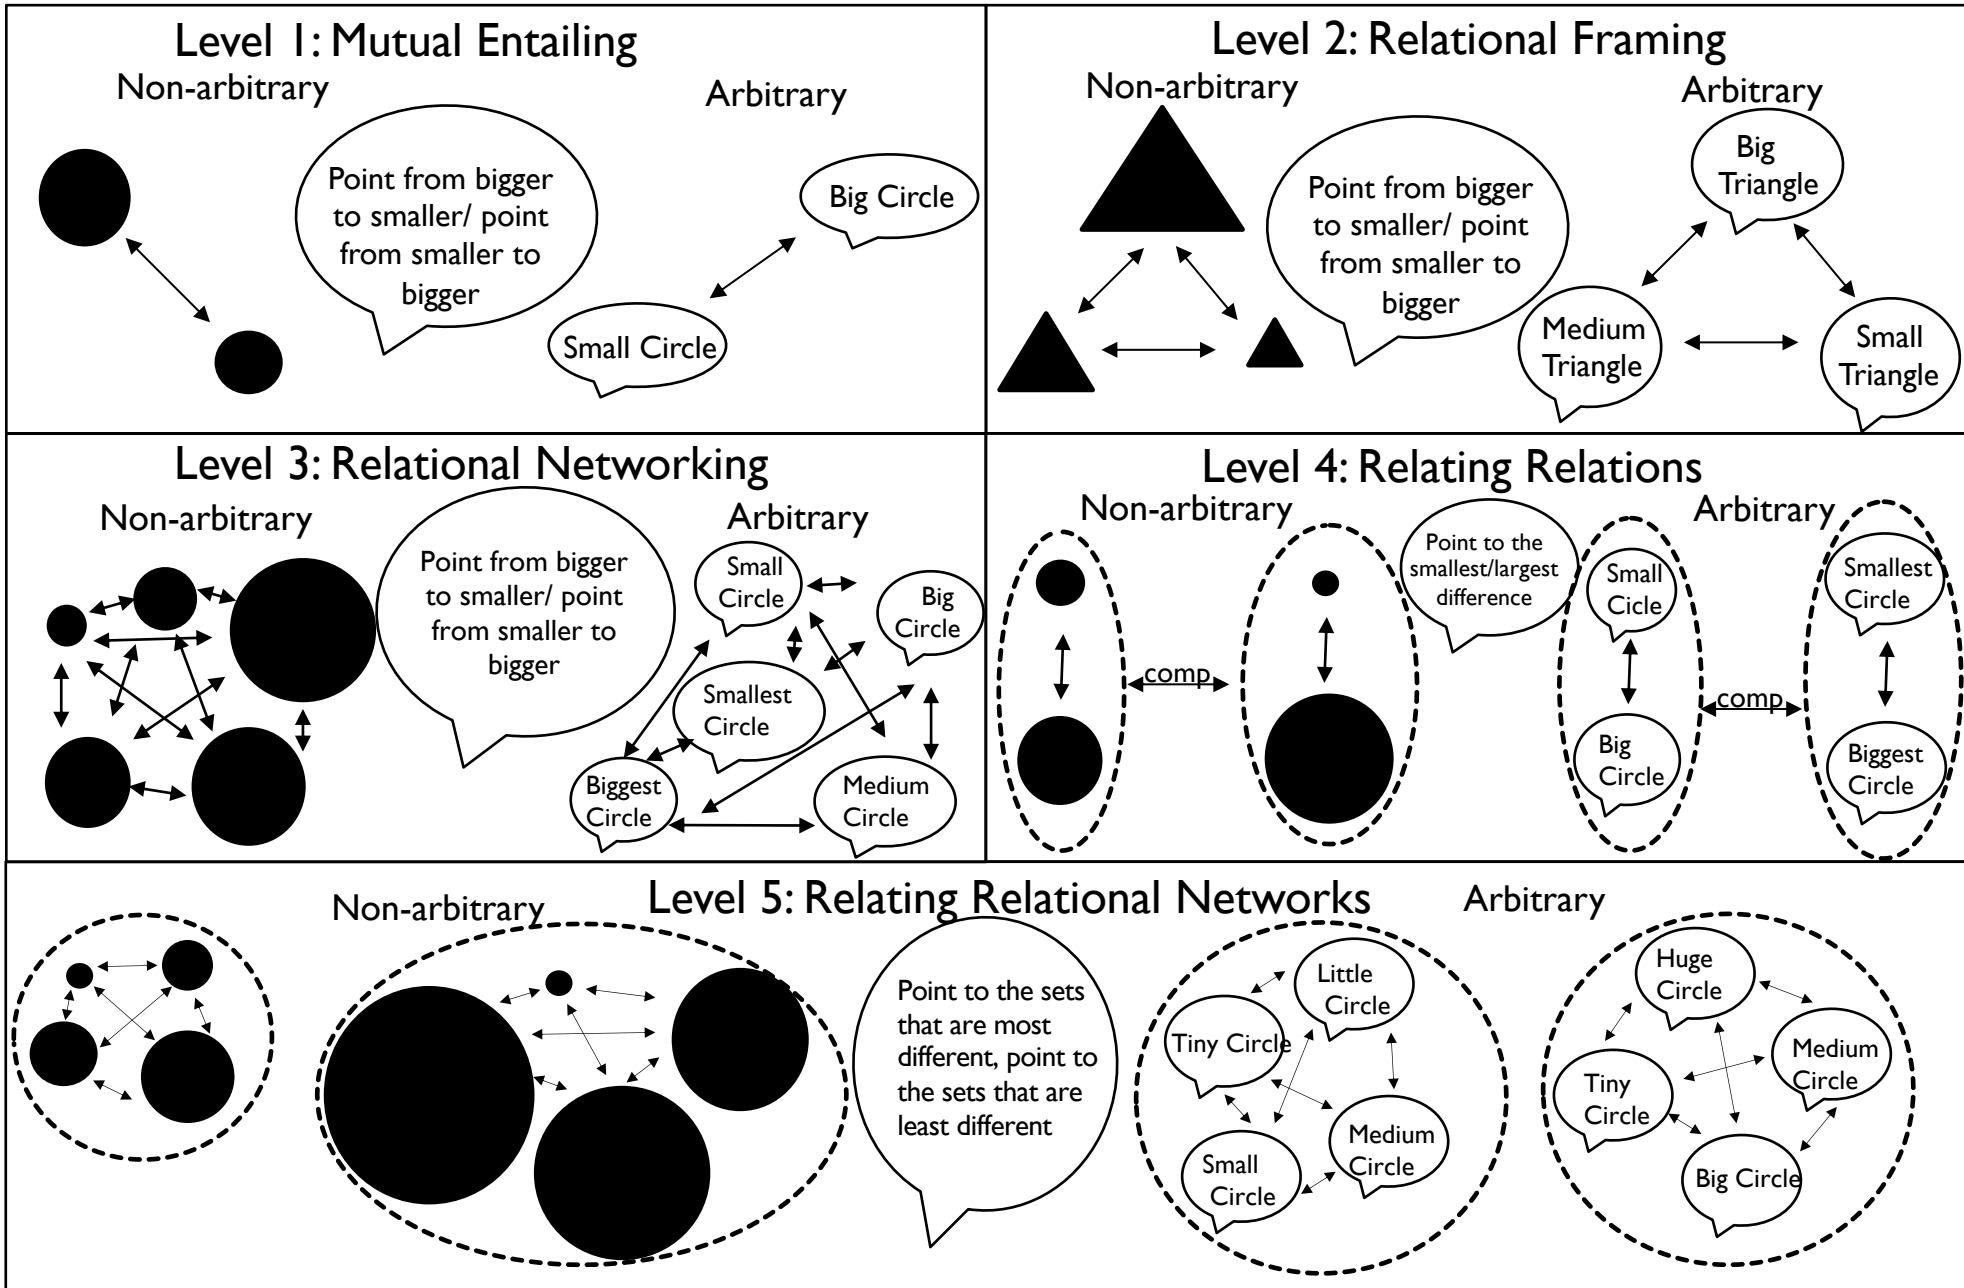 Level 1: Mutual Entailing
Non-arbitrary
Arbitrary
Point from bigger
to smaller/ point
from smaller to
bigger
Big Circle
Small Circle
Level 2: Relational Framing
Non-arbitrary
Arbitrary
Point from bigger
to smaller/ point
from smaller to
bigger
Big
Triangle
Medium
Triangle
Small
Triangle
Level 3: Relational Networking
Non-arbitrary
Arbitrary
Point from bigger
to smaller/ point
from smaller to
bigger
Small
Circle
Big
Circle
Smallest
Circle
Biggest
Circle
Medium
Circle
Level 4: Relating Relations
Non-arbitrary
Arbitrary
Point to the
smallest/largest
difference
comp
Small
Cicle
Big
Circle
comp
Smallest
Circle
Biggest
Circle
Level 5: Relating Relational Networks
Non-arbitrary
Arbitrary
Point to the sets
that are most
different, point to
the sets that are
least different
Little
Circle
Tiny Circle
Medium
Circle
Small
Circle
Huge
Circle
Medium
Circle
Tiny
Circle
Big Circle